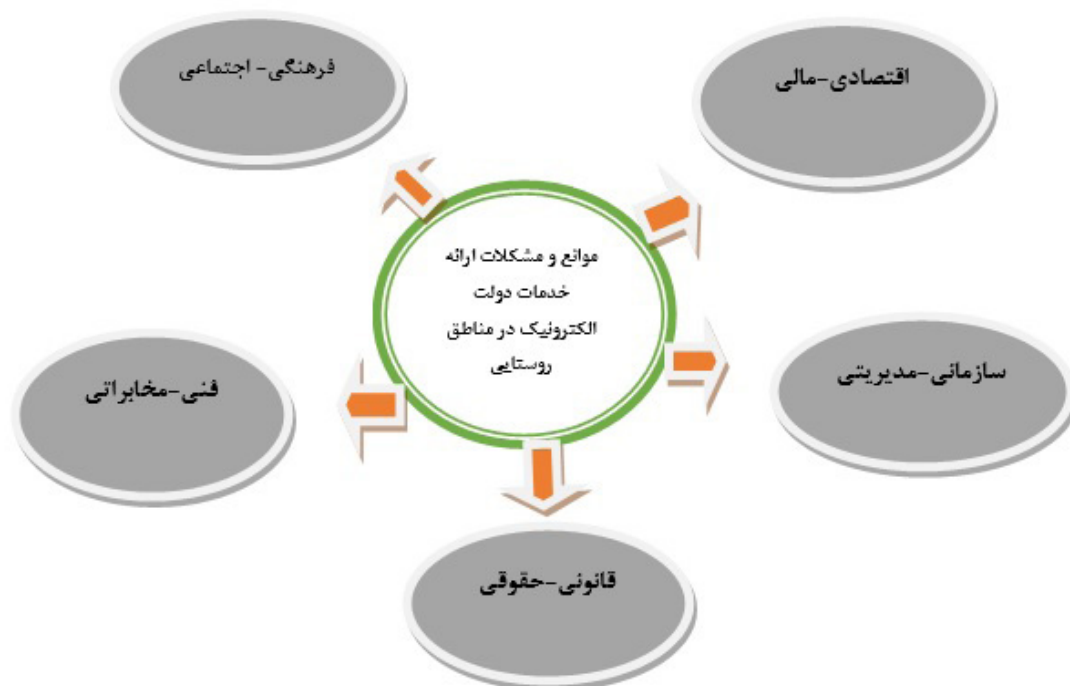 اقتصادی-مالی
فرهنگی- اجتماعی
موانع و مشکلات ارائه
خدمات دولت
الکترونیک در مناطق
روستایی
سازمانی-مدیریتی
فنی-مخابراتی
قانونی-حقوقی